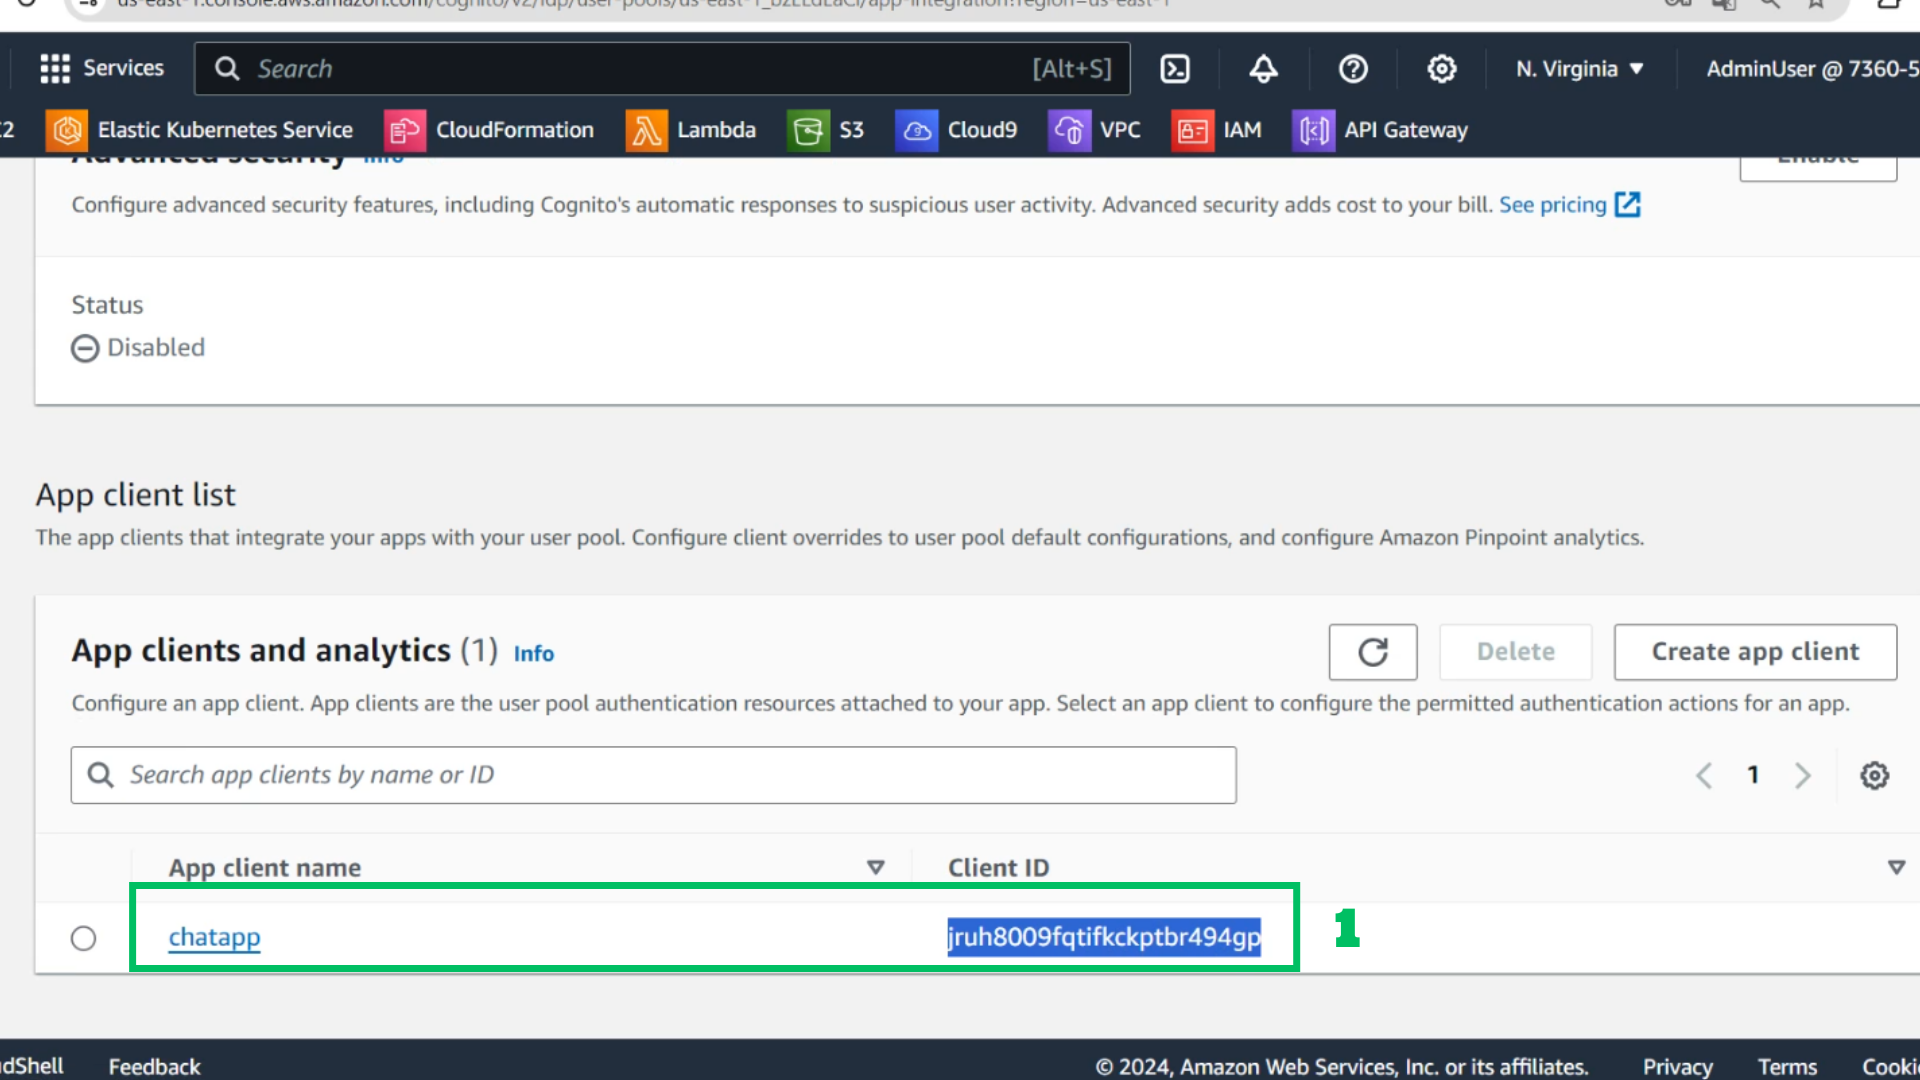 Services
Search
[Alt+S]
N. Virginia
AdminUser @ 7360-5
Elastic Kubernetes Service
CloudFormation
Lambda
S3
Cloud9
VPC
IAM
API Gateway
Advanced security Info
Enable
Configure advanced security features, including Cognito's automatic responses to suspicious user activity. Advanced security adds cost to your bill. See pricing
Status
Disabled
App client list
The app clients that integrate your apps with your user pool. Configure client overrides to user pool default configurations, and configure Amazon Pinpoint analytics.
App clients and analytics (1) Info
Delete
Create app client
Configure an app client. App clients are the user pool authentication resources attached to your app. Select an app client to configure the permitted authentication actions for an app.
Search app clients by name or ID
1
App client name
Client ID
chatapp
jruh8009fqtifkckptbr494gp
1
dShell
Feedback
© 2024, Amazon Web Services, Inc. or its affiliates.
Privacy
Terms
Cooki